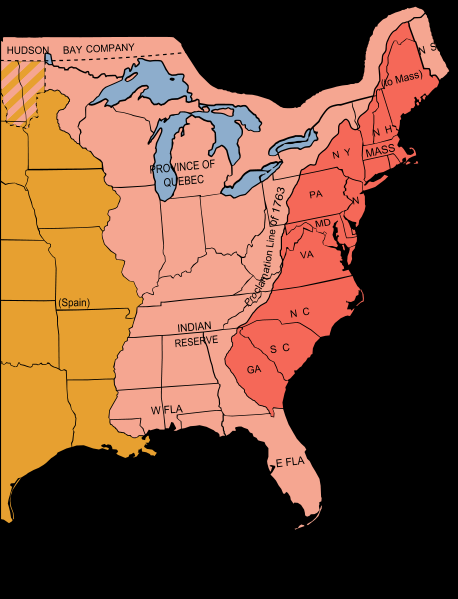 HUDSON BAY COMPANY
N S
(to Mass)
N H
N Y
MASS
PROVINCE OF
QUEBEC
PA
N
Proclamation Line of 1763
MD
VA
(Spain)
N C
INDIAN
RESERVE
S C
GA
W FLA
E FLA